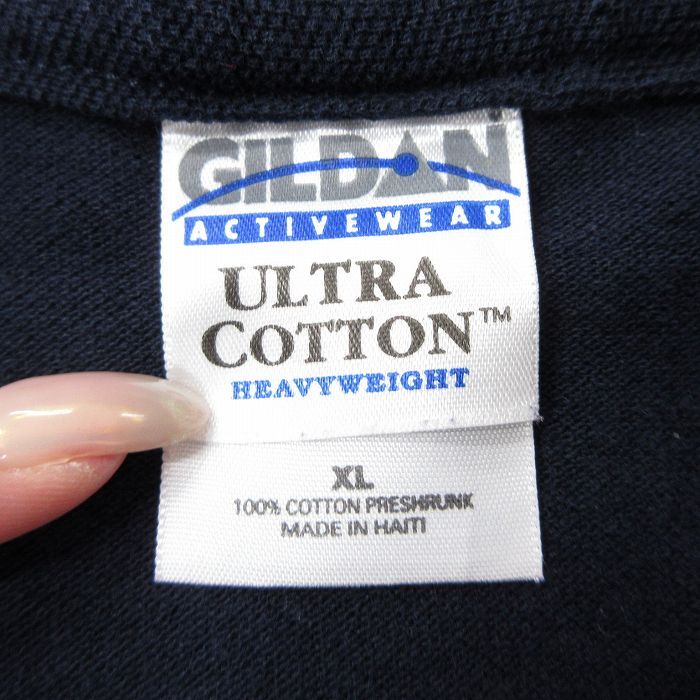 GILDAN
ACTIVEWEAR
ULTRA
COTTON™
HEAVYWEIGHT
XL
100% COTTON PRESHRUNK
MADE IN HAITI